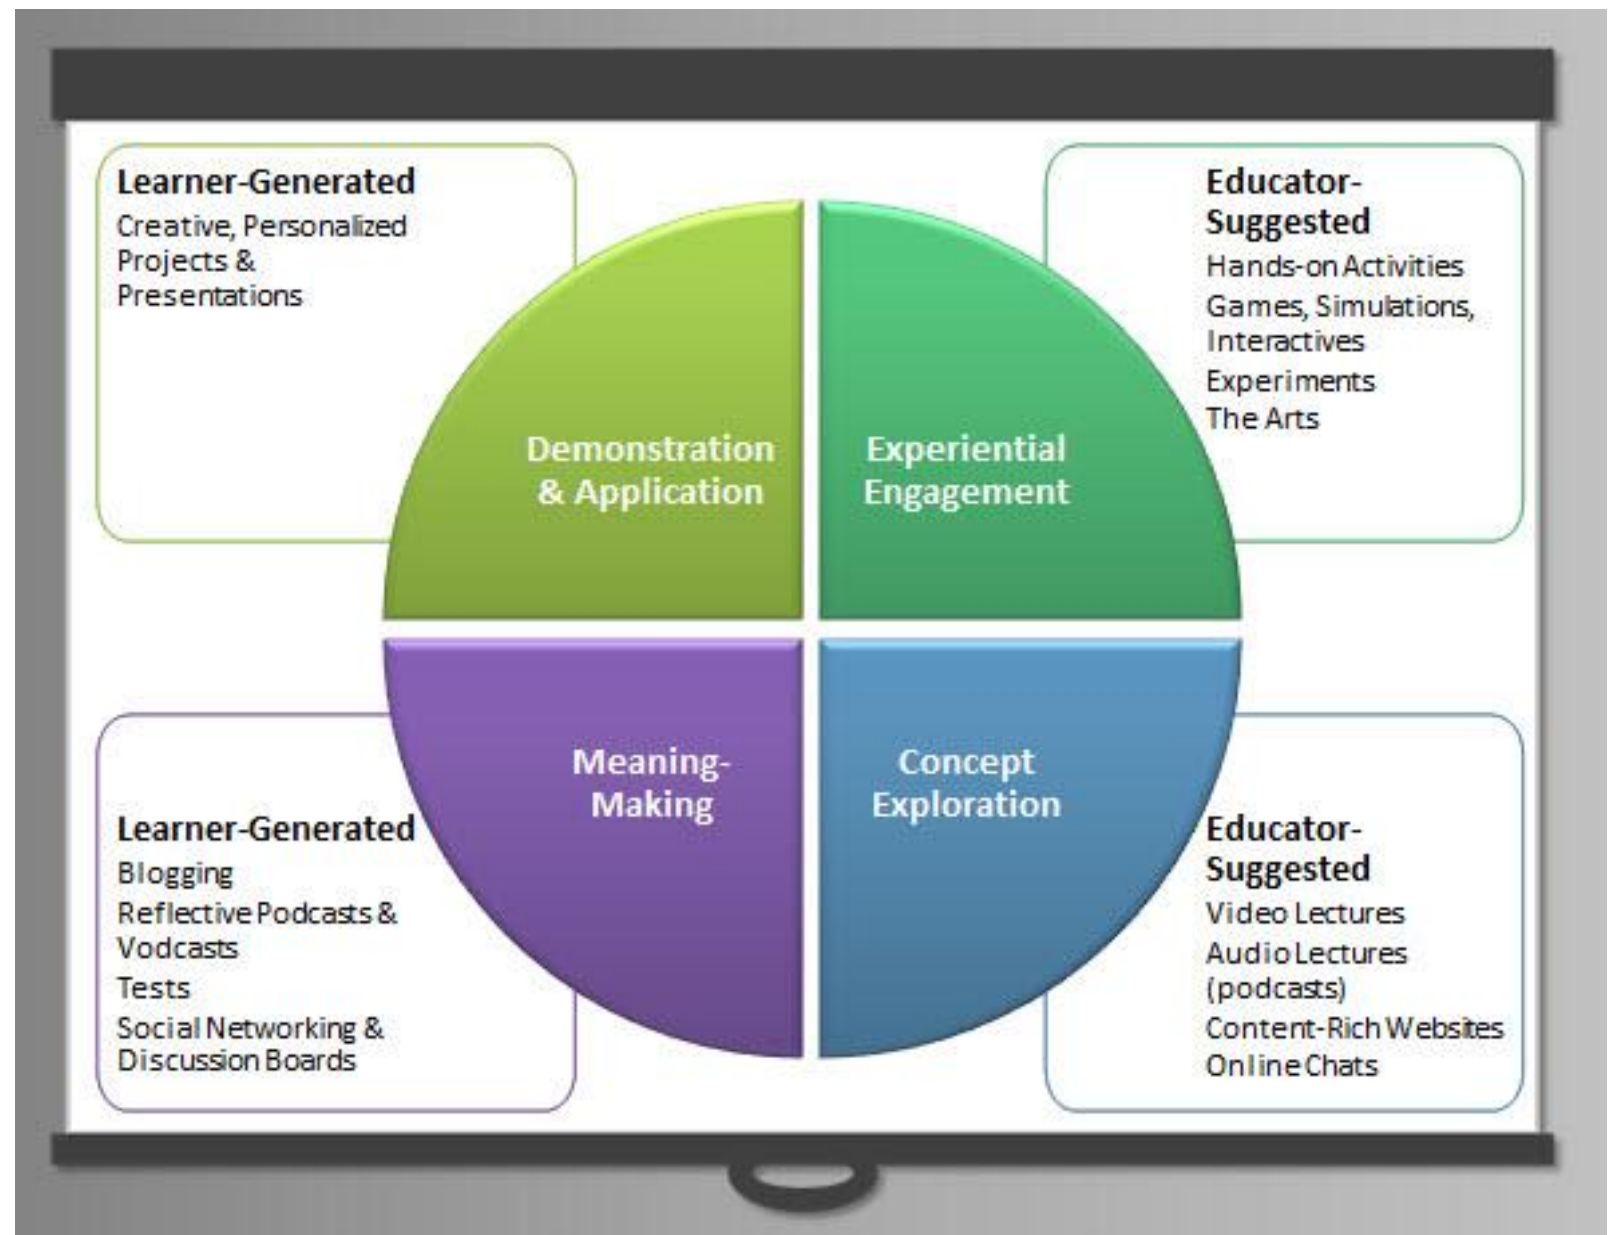 Learner-Generated
Creative, Personalized
Projects &
Presentations
Educator-
Suggested
Hands-on Activities
Games, Simulations,
Interactives
Experiments
The Arts
Demonstration
& Application
Experiential
Engagement
Meaning-
Making
Concept
Exploration
Learner-Generated
Blogging
Reflective Podcasts &
Vodcasts
Tests
Social Networking &
Discussion Boards
Educator-
Suggested
Video Lectures
Audio Lectures
(podcasts)
Content-Rich Websites
Online Chats